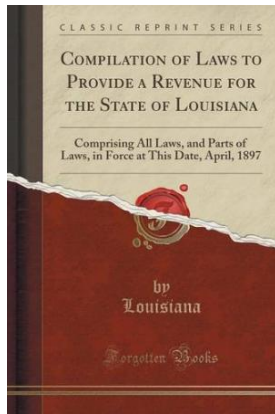 CLASSIC REPRINT SERIES
COMPILATION OF LAWS TO
PROVIDE A REVENUE FOR
THE STATE OF LOUISIANA
Comprising All Laws, and Parts of
Laws, in Force at This Date, April, 1897
by
Louisiana
Forgotten Books